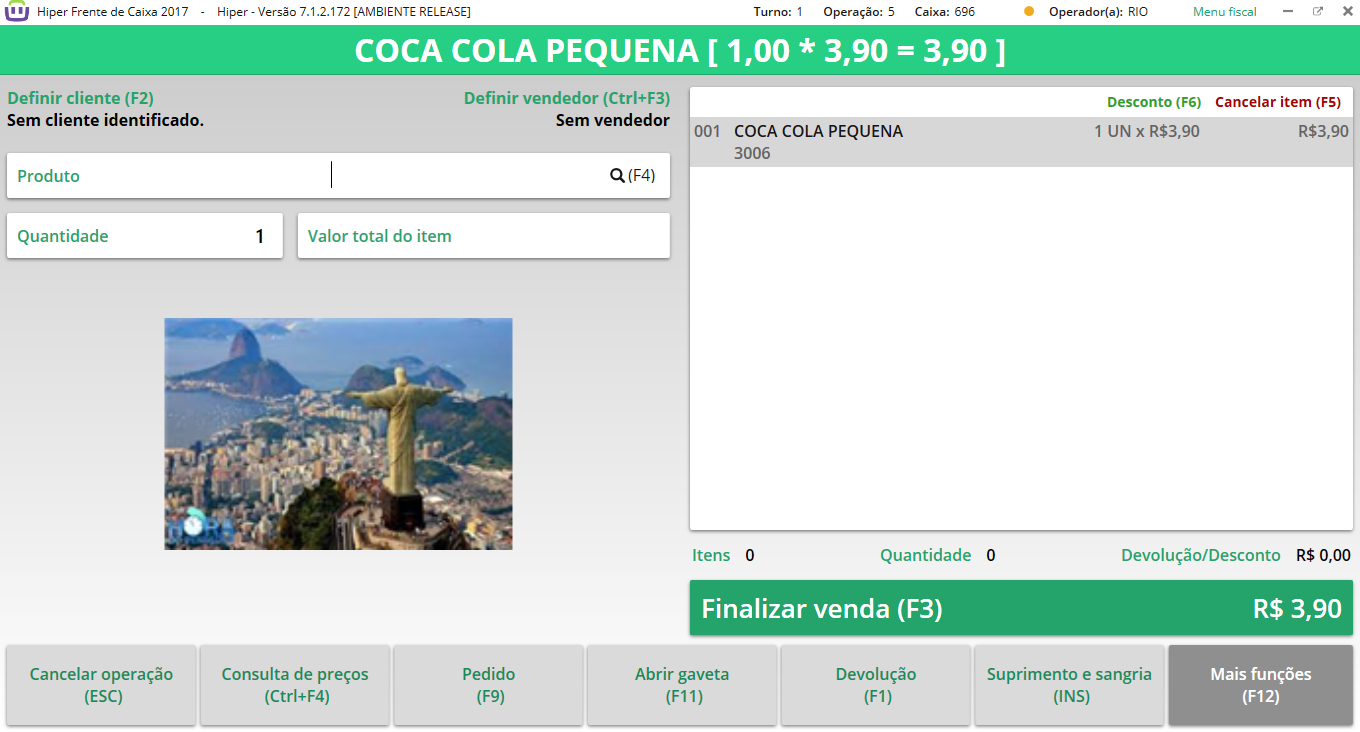 Hiper Frente de Caixa 2017 - Hiper - Versão 7.1.2.172 [AMBIENTE RELEASE] Turno: 1 Operação: 5 Caixa: 696 Operador(a): RIO Menu fiscal
COCA COLA PEQUENA [ 1,00 * 3,90 = 3,90 ]
Definir cliente (F2) Definir vendedor (Ctrl+F3)
Sem cliente identificado. Sem vendedor
Produto (F4)
Quantidade 1 Valor total do item
HORA
Desconto (F6) Cancelar item (F5)
001 COCA COLA PEQUENA 1 UN x R$3,90 R$3,90
3006
Itens 0 Quantidade 0 Devolução/Desconto R$ 0,00
Finalizar venda (F3) R$ 3,90
Cancelar operação
(ESC)
Consulta de preços
(Ctrl+F4)
Pedido
(F9)
Abrir gaveta
(F11)
Devolução
(F1)
Suprimento e sangria
(INS)
Mais funções
(F12)